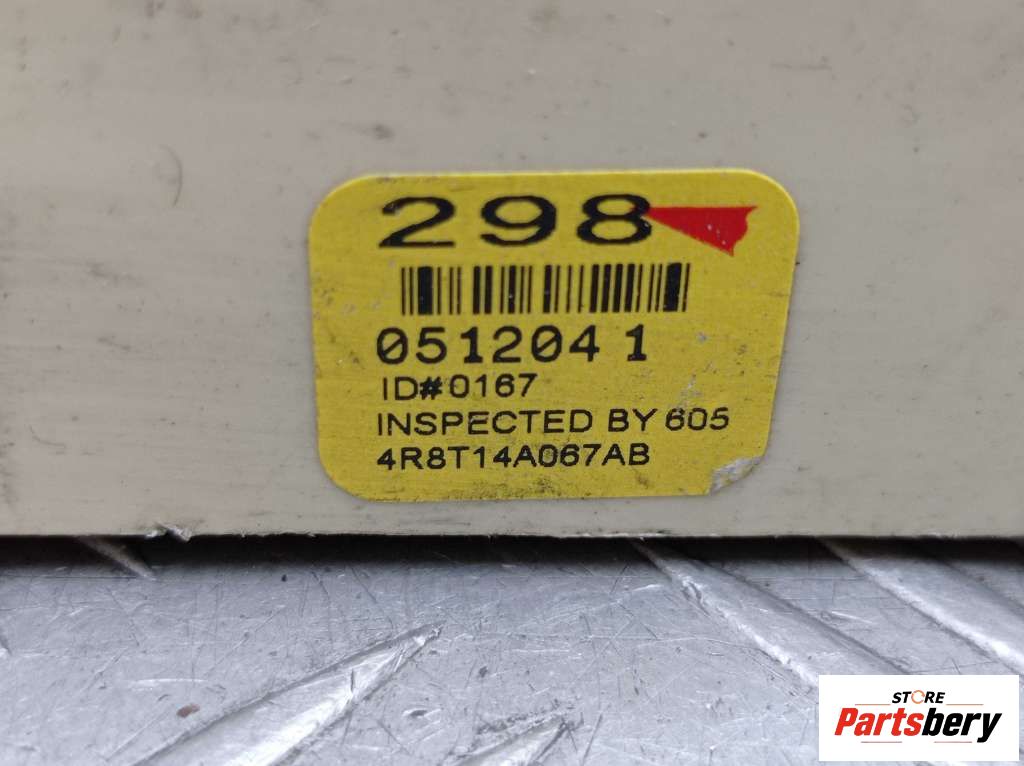 298
051204 1
ID#0167
INSPECTED BY 605
4R8T14A067AB
STORE
Partsbery